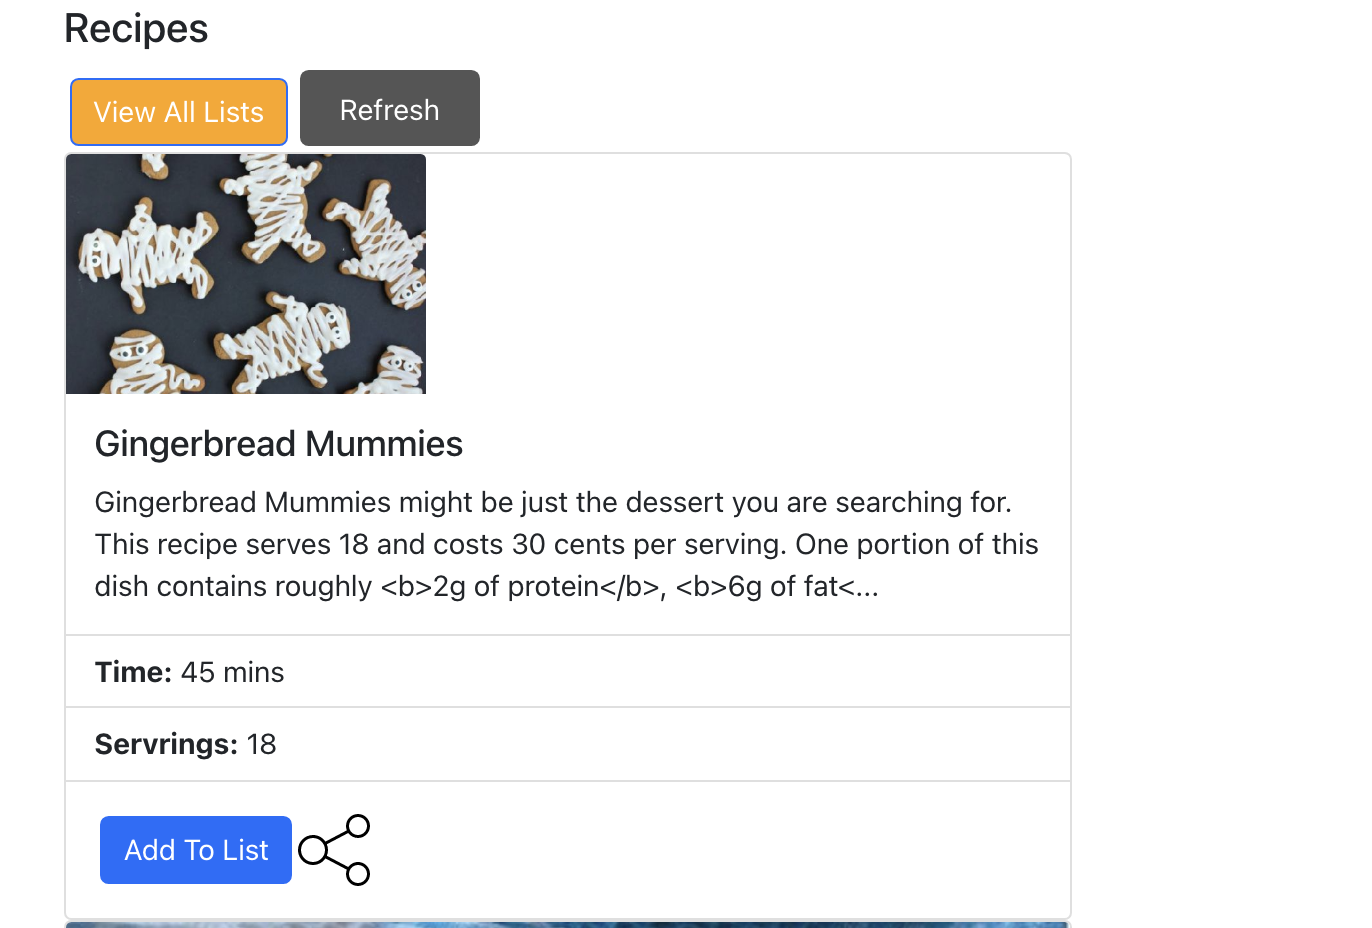 Recipes
View All Lists
Refresh
Gingerbread Mummies
Gingerbread Mummies might be just the dessert you are searching for.
This recipe serves 18 and costs 30 cents per serving. One portion of this
dish contains roughly <b>2g of protein</b>, <b>6g of fat<...
Time: 45 mins
Servrings: 18
Add To List